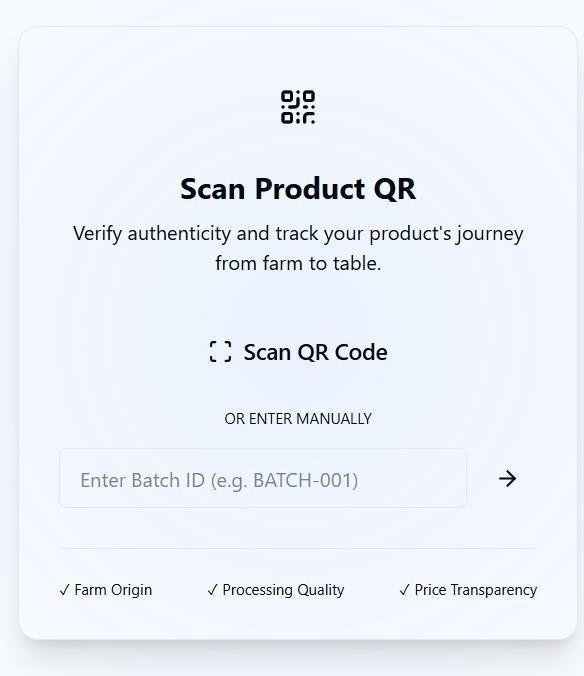 Scan Product QR
Verify authenticity and track your product's journey
from farm to table.
Scan QR Code
OR ENTER MANUALLY
Enter Batch ID (e.g. BATCH-001)
✓ Farm Origin
✓ Processing Quality
✓ Price Transparency